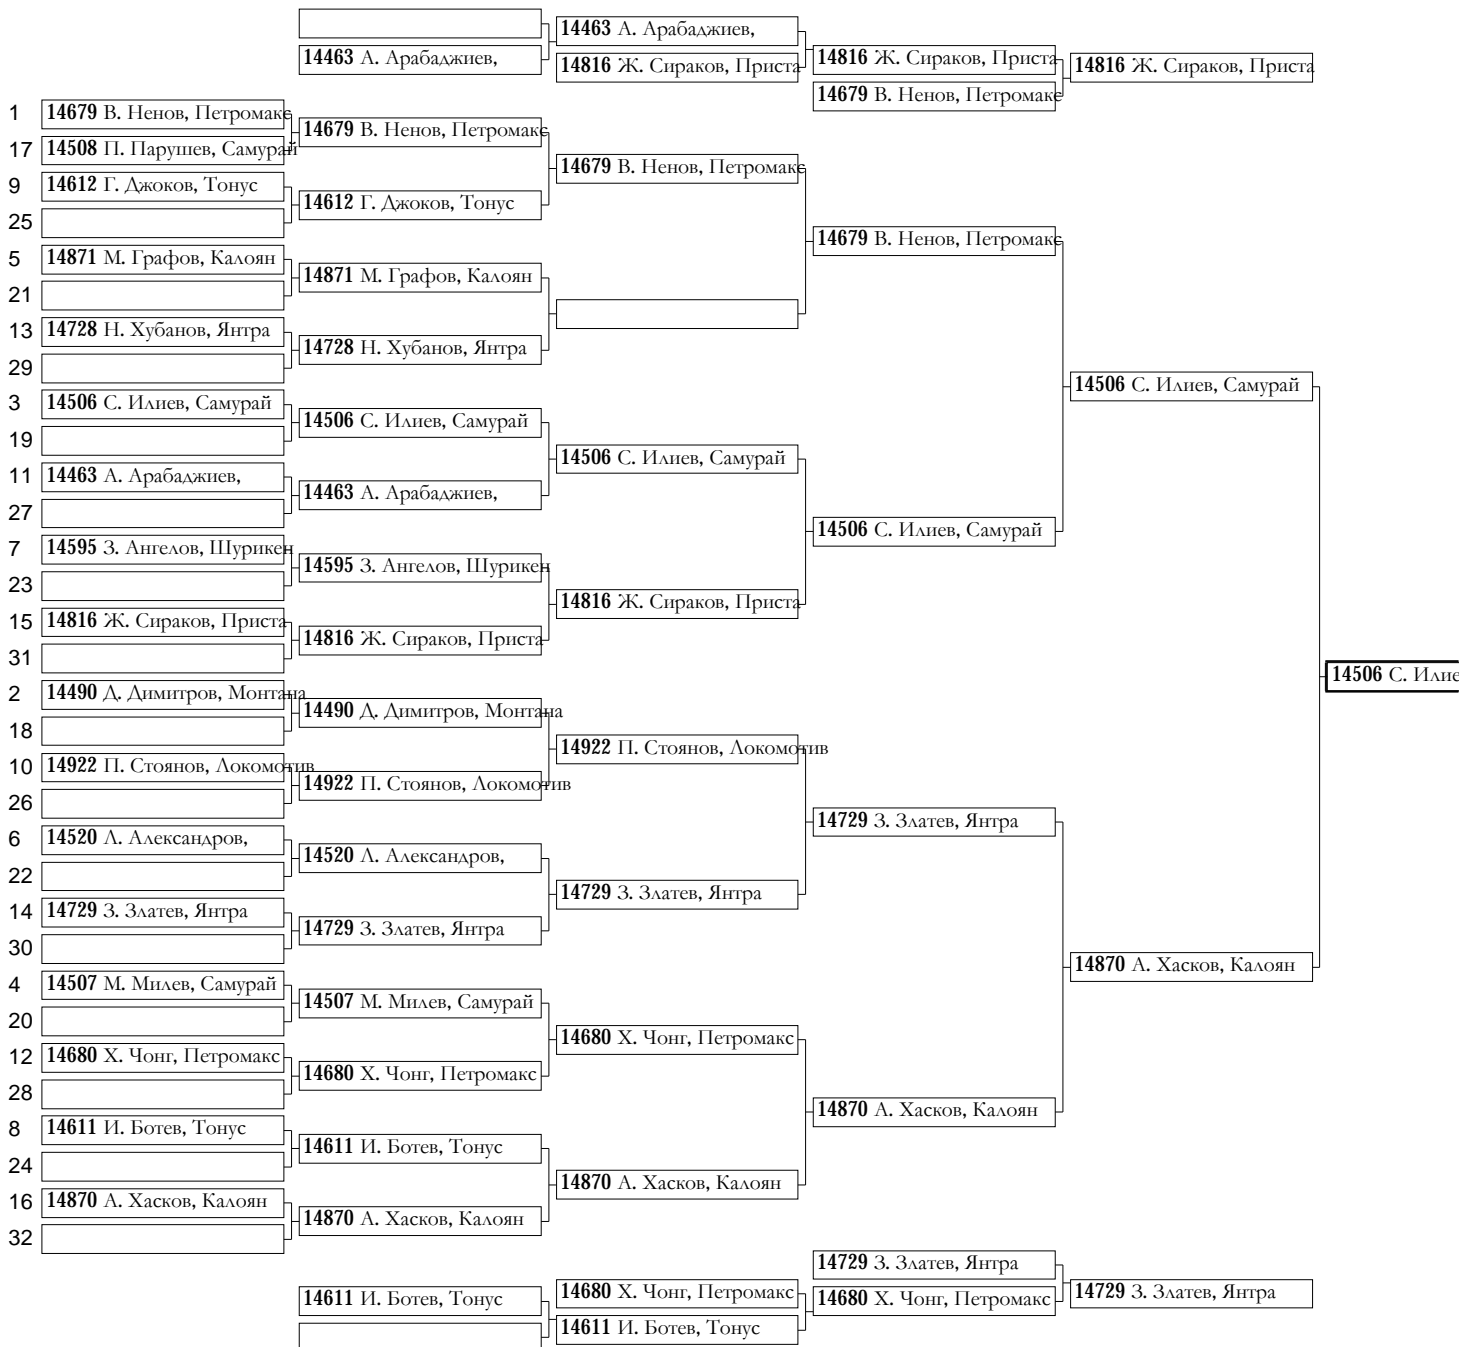 14463 А. Арабаджиев,
14463 А. Арабаджиев,
14816 Ж. Сираков, Приста
14816 Ж. Сираков, Приста
14679 В. Ненов, Петромакс
14816 Ж. Сираков, Приста
1 14679 В. Ненов, Петромакс
17 14508 П. Парушев, Самурай
9 14612 Г. Джоков, Тонус
25
5 14871 М. Графов, Калоян
21
13 14728 Н. Хубанов, Янтра
29
3 14506 С. Илиев, Самурай
19
11 14463 А. Арабаджиев,
27
7 14595 З. Ангелов, Шурикен
23
15 14816 Ж. Сираков, Приста
31
2 14490 Д. Димитров, Монтана
18
10 14922 П. Стоянов, Локомотив
26
6 14520 Л. Александров,
22
14 14729 З. Златев, Янтра
30
4 14507 М. Милев, Самурай
20
12 14680 Х. Чонг, Петромакс
28
8 14611 И. Ботев, Тонус
24
16 14870 А. Хасков, Калоян
32
14679 В. Ненов, Петромакс
14612 Г. Джоков, Тонус
14871 М. Графов, Калоян
14728 Н. Хубанов, Янтра
14506 С. Илиев, Самурай
14463 А. Арабаджиев,
14595 З. Ангелов, Шурикен
14816 Ж. Сираков, Приста
14490 Д. Димитров, Монтана
14922 П. Стоянов, Локомотив
14520 Л. Александров,
14729 З. Златев, Янтра
14507 М. Милев, Самурай
14680 Х. Чонг, Петромакс
14611 И. Ботев, Тонус
14870 А. Хасков, Калоян
14679 В. Ненов, Петромакс
14506 С. Илиев, Самурай
14816 Ж. Сираков, Приста
14922 П. Стоянов, Локомотив
14729 З. Златев, Янтра
14680 Х. Чонг, Петромакс
14870 А. Хасков, Калоян
14679 В. Ненов, Петромакс
14506 С. Илиев, Самурай
14729 З. Златев, Янтра
14870 А. Хасков, Калоян
14506 С. Илиев, Самурай
14870 А. Хасков, Калоян
14506 С. Илие
14611 И. Ботев, Тонус
14680 Х. Чонг, Петромакс
14611 И. Ботев, Тонус
14729 З. Златев, Янтра
14680 Х. Чонг, Петромакс
14729 З. Златев, Янтра